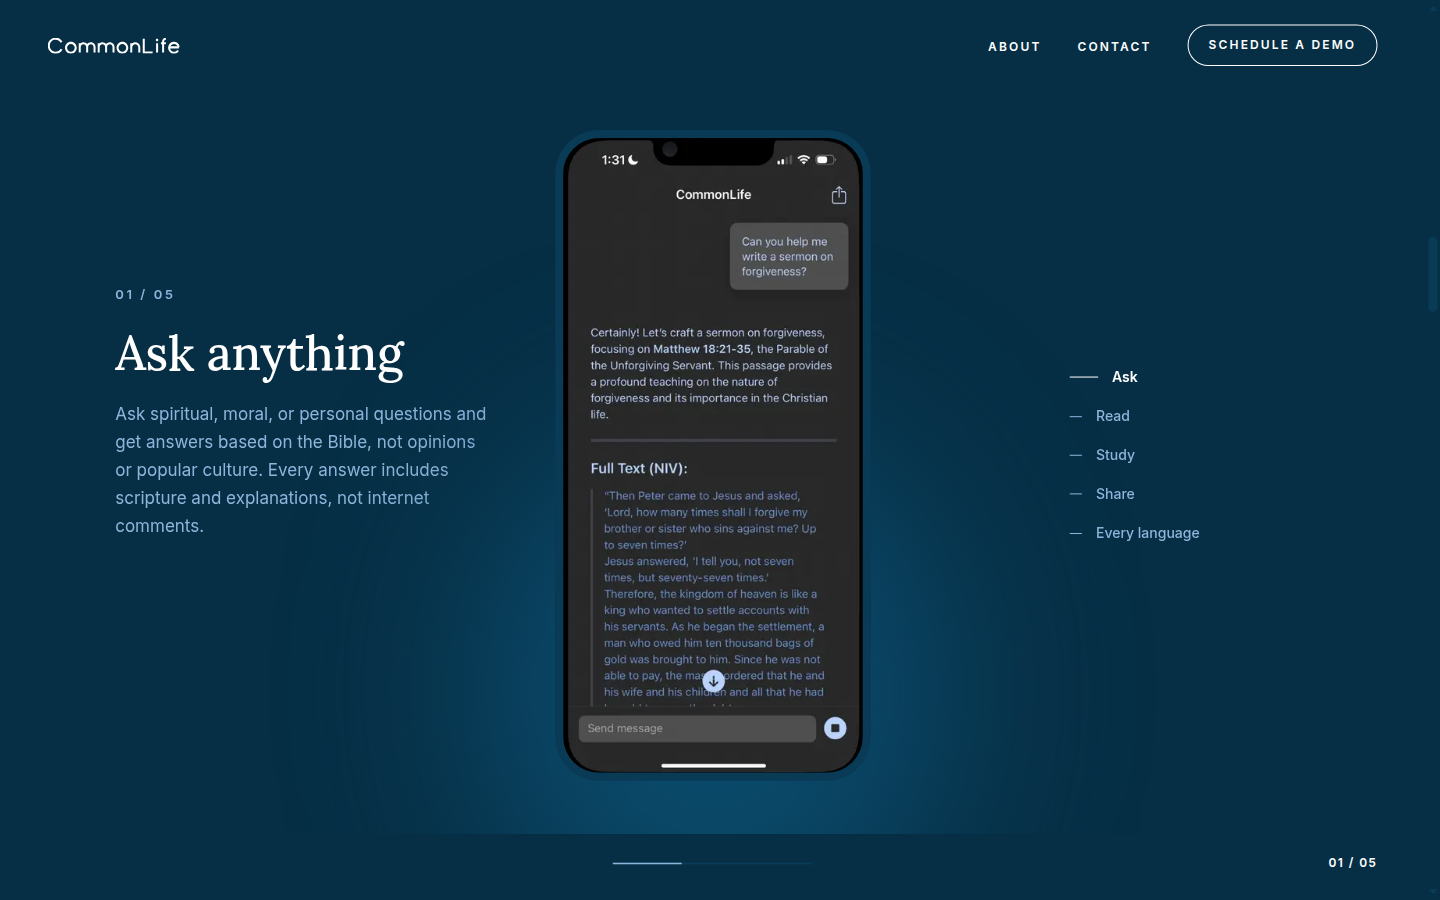 CommonLife
ABOUT
CONTACT
SCHEDULE A DEMO
01 / 05
Ask anything
Ask spiritual, moral, or personal questions and
get answers based on the Bible, not opinions
or popular culture. Every answer includes
scripture and explanations, not internet
comments.
1:31
CommonLife
Can you help me
write a sermon on
forgiveness?
Certainly! Let's craft a sermon on forgiveness,
focusing on Matthew 18:21-35, the Parable of
the Unforgiving Servant. This passage provides
a profound teaching on the nature of
forgiveness and its importance in the Christian
life.
Full Text (NIV):
"Then Peter came to Jesus and asked,
'Lord, how many times shall I forgive my
brother or sister who sins against me? Up
to seven times?'
Jesus answered, 'I tell you, not seven
times, but seventy-seven times.'
Therefore, the kingdom of heaven is like a
king who wanted to settle accounts with
his servants. As he began the settlement, a
man who owed him ten thousand bags of
gold was brought to him. Since he was not
able to pay, the master ordered that he and
his wife and his children and all that he had
Send message
Ask
Read
Study
Share
Every language
01 / 05